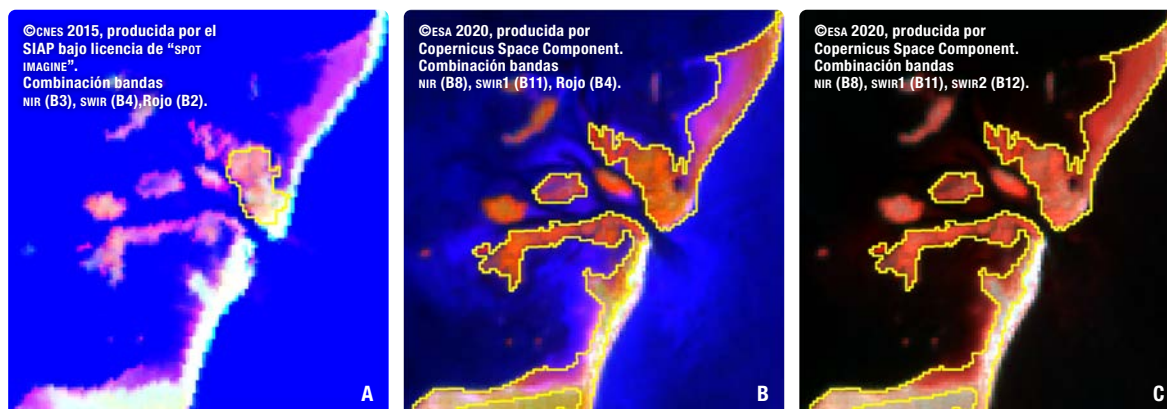 ©CNES 2015, producida por el
SIAP bajo licencia de “SPOT
IMAGINE”.
Combinación bandas
NIR (B3), SWIR (B4),Rojo (B2).
A
©ESA 2020, producida por
Copernicus Space Component.
Combinación bandas
NIR (B8), SWIR1 (B11), Rojo (B4).
B
©ESA 2020, producida por
Copernicus Space Component.
Combinación bandas
NIR (B8), SWIR1 (B11), SWIR2 (B12).
C